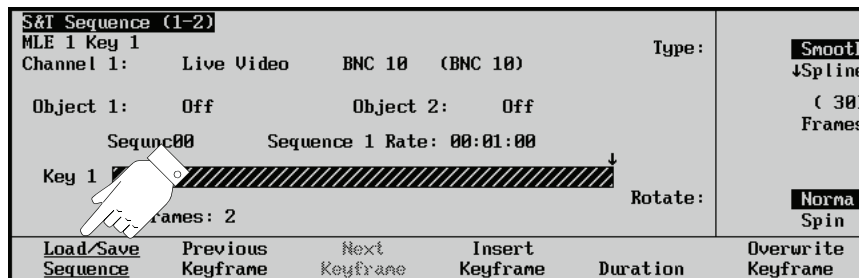 S&T Sequence (1-2)
MLE 1 Key 1
Type:
Channel 1: Live Video BNC 10 (BNC 10)
Object 1: Off Object 2: Off
( 30
Sequnc00 Sequence 1 Rate: 00:01:00
Key 1
Rotate:
2
Spin
Load/Save Sequence
Previous Keyframe
Next Keyframe
Insert Keyframe
Duration
Overwrite Keyframe